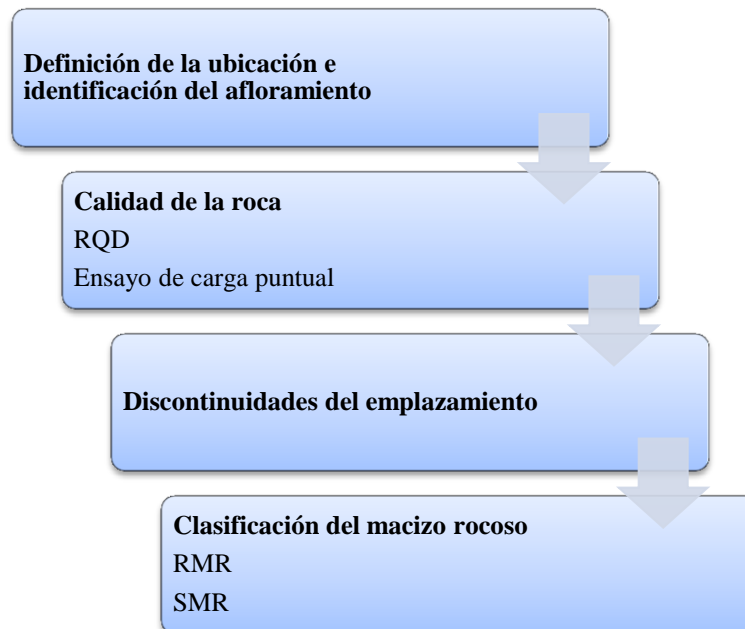 Definición de la ubicación e
identificación del afloramiento
Calidad de la roca
RQD
Ensayo de carga puntual
Discontinuidades del emplazamiento
Clasificación del macizo rocoso
RMR
SMR